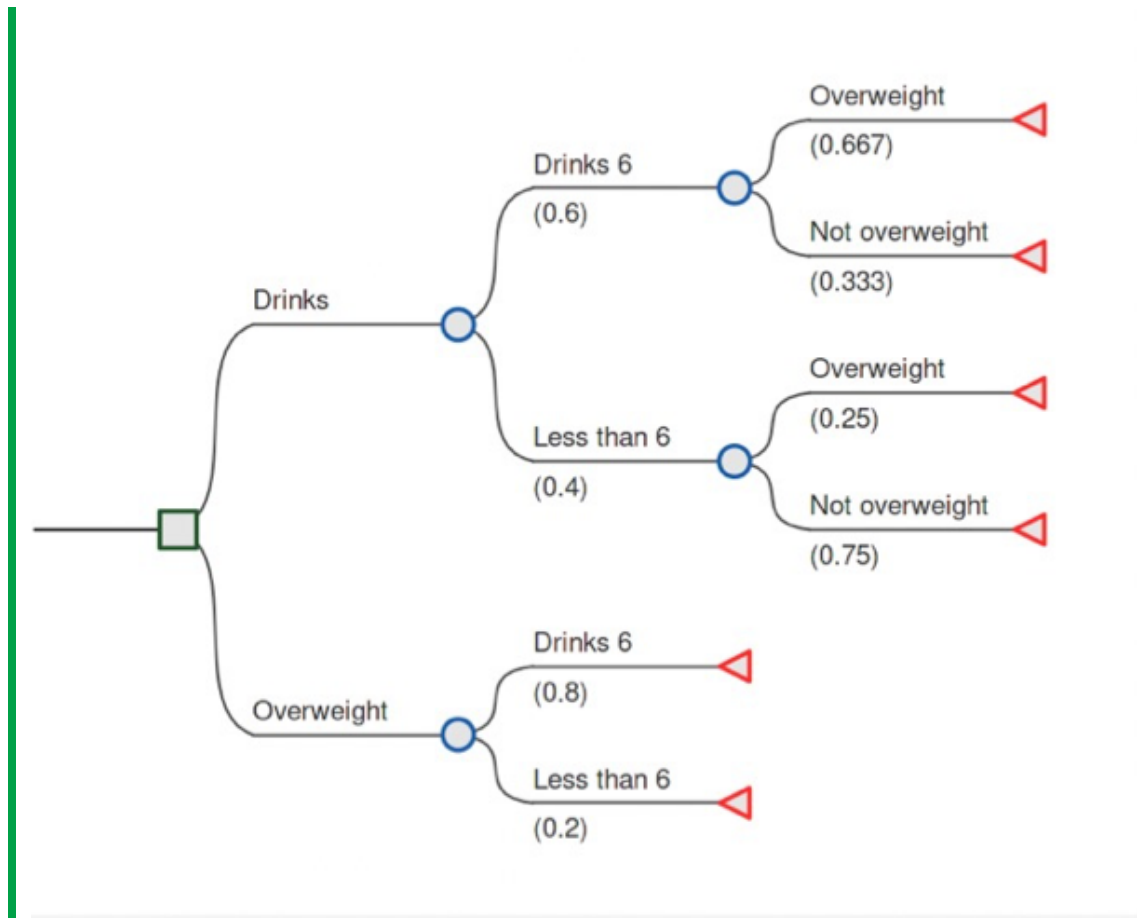 Overweight
(0.667)
Drinks 6
(0.6)
Not overweight
(0.333)
Drinks
Overweight
(0.25)
Less than 6
(0.4)
Not overweight
(0.75)
Drinks 6
(0.8)
Overweight
Less than 6
(0.2)